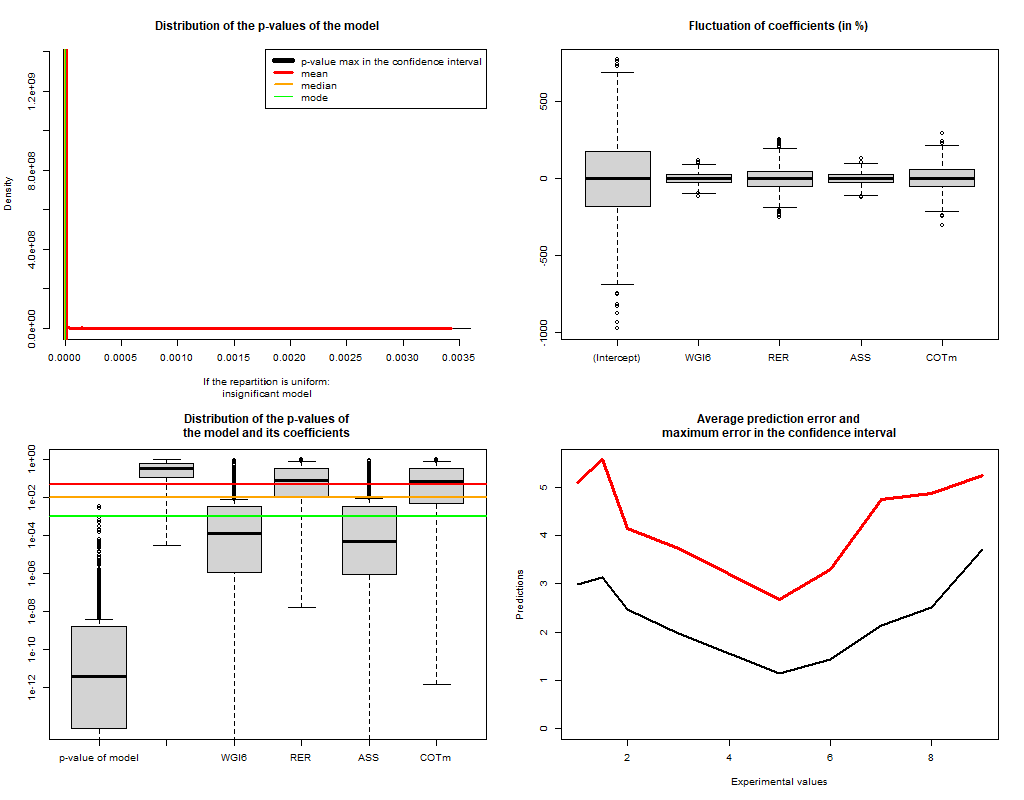 Distribution of the p-values of the model
p-value max in the confidence interval
mean
median
mode
Density
0.0e+00
4.0e+08
8.0e+08
1.2e+09
0.0000
0.0005
0.0010
0.0015
0.0020
0.0025
0.0030
0.0035
If the repartition is uniform:
insignificant model
Fluctuation of coefficients (in %)
500
0
-500
-1000
(Intercept)
WGI6
RER
ASS
COTm
Distribution of the p-values of
the model and its coefficients
1e+00
1e-02
1e-04
1e-06
1e-08
1e-10
1e-12
p-value of model
WGI6
RER
ASS
COTm
Average prediction error and
maximum error in the confidence interval
Predictions
5
4
3
2
1
0
2
4
6
8
Experimental values